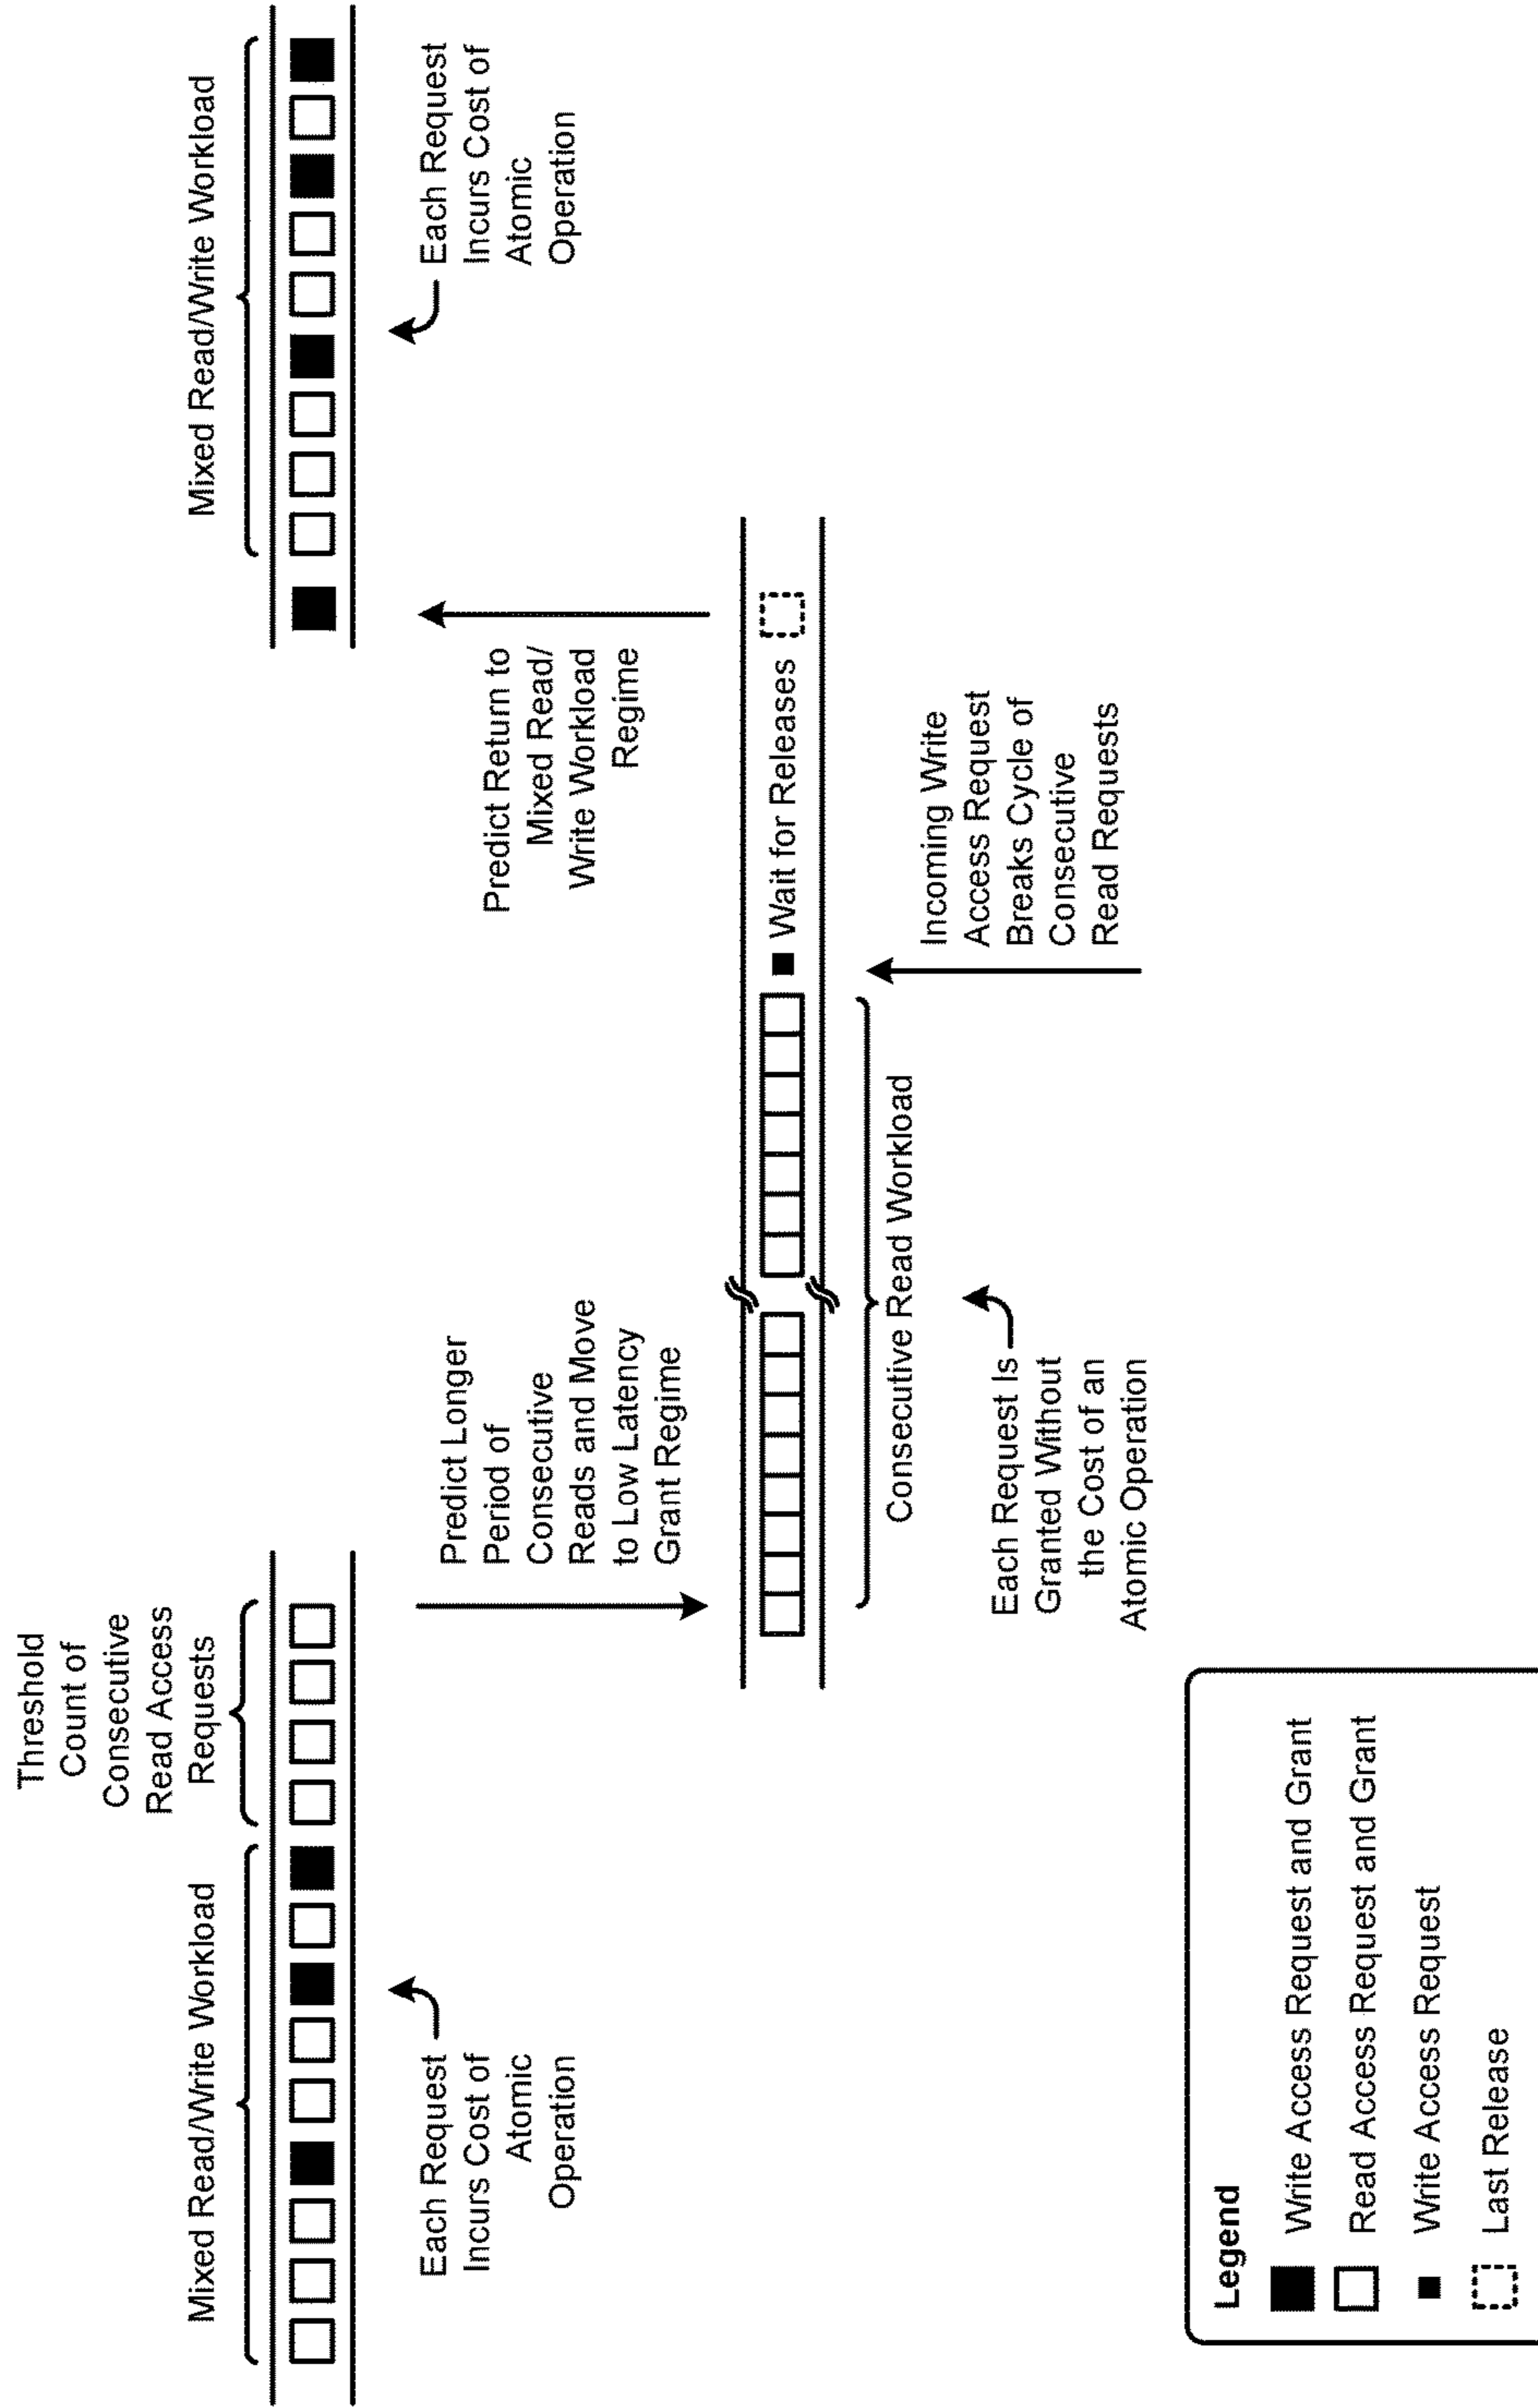 Threshold
Count of
Consecutive
Read Access
Requests
Mixed Read/Write Workload
Mixed Read/Write Workload
Each Request
Incurs Cost of
Atomic
Operation
Predict Longer
Period of
Consecutive
Reads and Move
to Low Latency
Grant Regime
Predict Return to
Mixed Read/
Write Workload
Regime
Each Request
Incurs Cost of
Atomic
Operation
Wait for Releases
Consecutive Read Workload
Each Request Is
Granted Without
the Cost of an
Atomic Operation
Incoming Write
Access Request
Breaks Cycle of
Consecutive
Read Requests
Legend
Write Access Request and Grant
Read Access Request and Grant
Write Access Request
Last Release